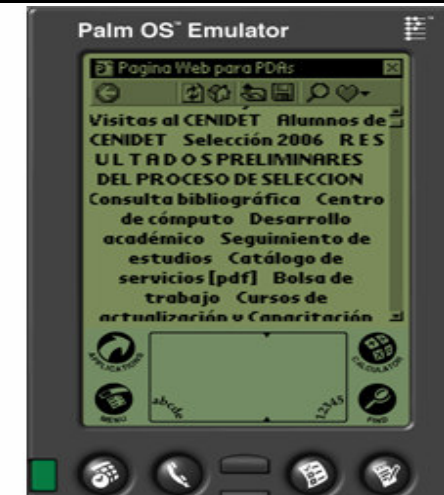 Palm OS™ Emulator
Pagina Web para PDAs
Visitas al CENIDET Alumnos de
CENIDET Selección 2006 R E S
U L T A D O S PRELIMINARES
DEL PROCESO DE SELECCION
Consulta bibliográfica Centro
de cómputo Desarrollo
académico Seguimiento de
estudios Catálogo de
servicios [pdf] Bolsa de
trabajo Cursos de
actualización y Capacitación
APPLICATIONS
CALCULATOR
MENU
abcde
12345
FIND